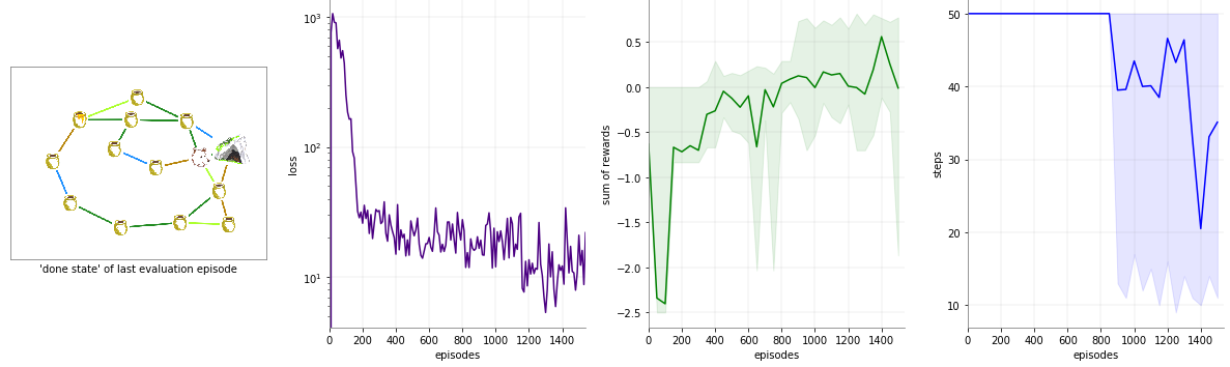 'done state' of last evaluation episode
loss
10³
10²
10¹
0 200 400 600 800 1000 1200 1400
episodes
sum of rewards
0.5
0.0
−0.5
−1.0
−1.5
−2.0
−2.5
0 200 400 600 800 1000 1200 1400
episodes
steps
50
40
30
20
10
0 200 400 600 800 1000 1200 1400
episodes